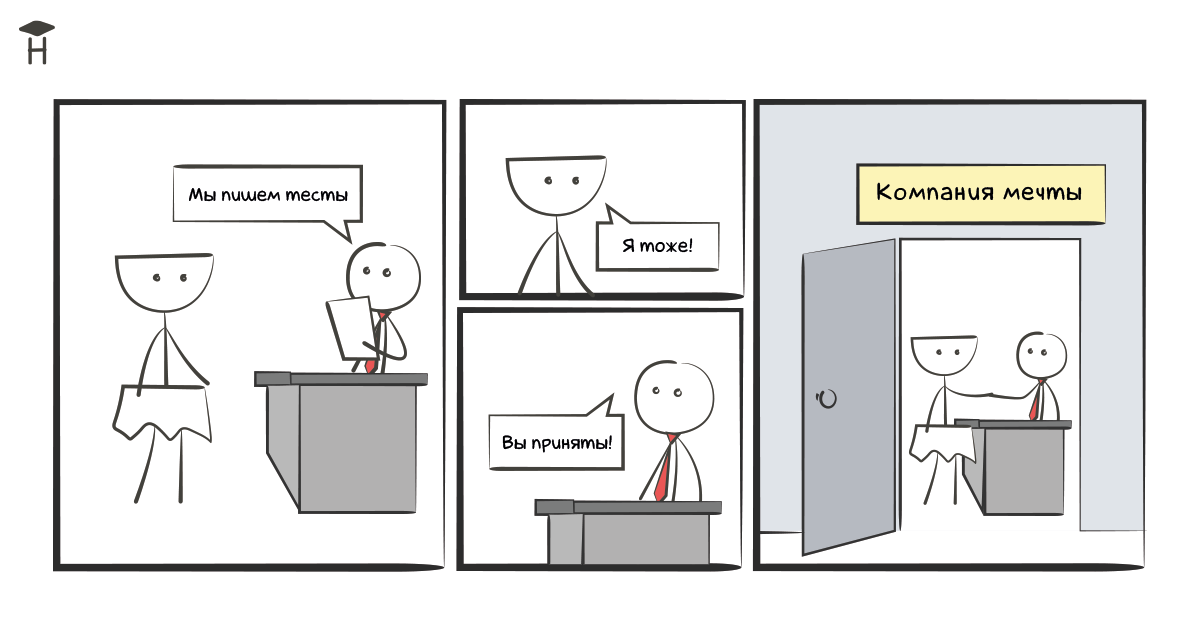 H
Мы пишем тесты
Я тоже!
Вы приняты!
Компания мечты